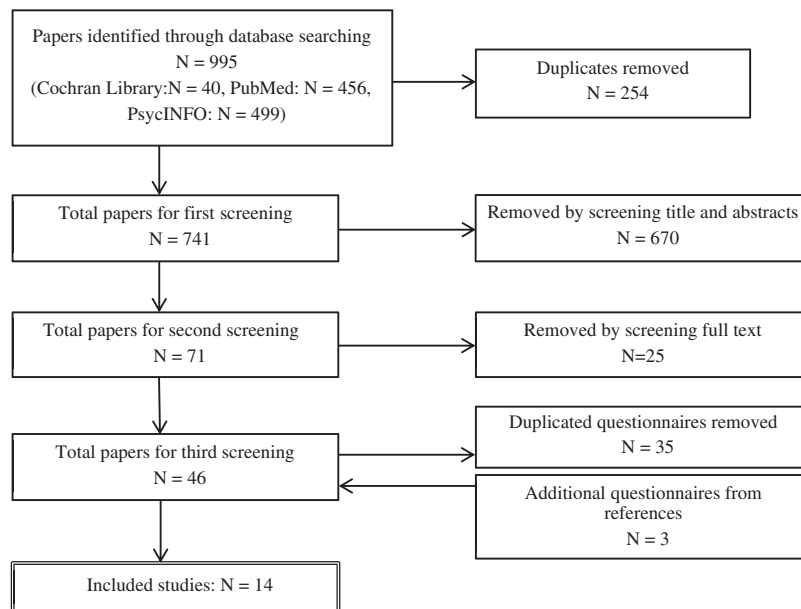 Papers identified through database searching
N = 995
(Cochran Library:N = 40, PubMed: N = 456,
PsycINFO: N = 499)
Duplicates removed
N = 254
Total papers for first screening
N = 741
Removed by screening title and abstracts
N = 670
Total papers for second screening
N = 71
Removed by screening full text
N=25
Total papers for third screening
N = 46
Duplicated questionnaires removed
N = 35
Additional questionnaires from
references
N = 3
Included studies: N = 14